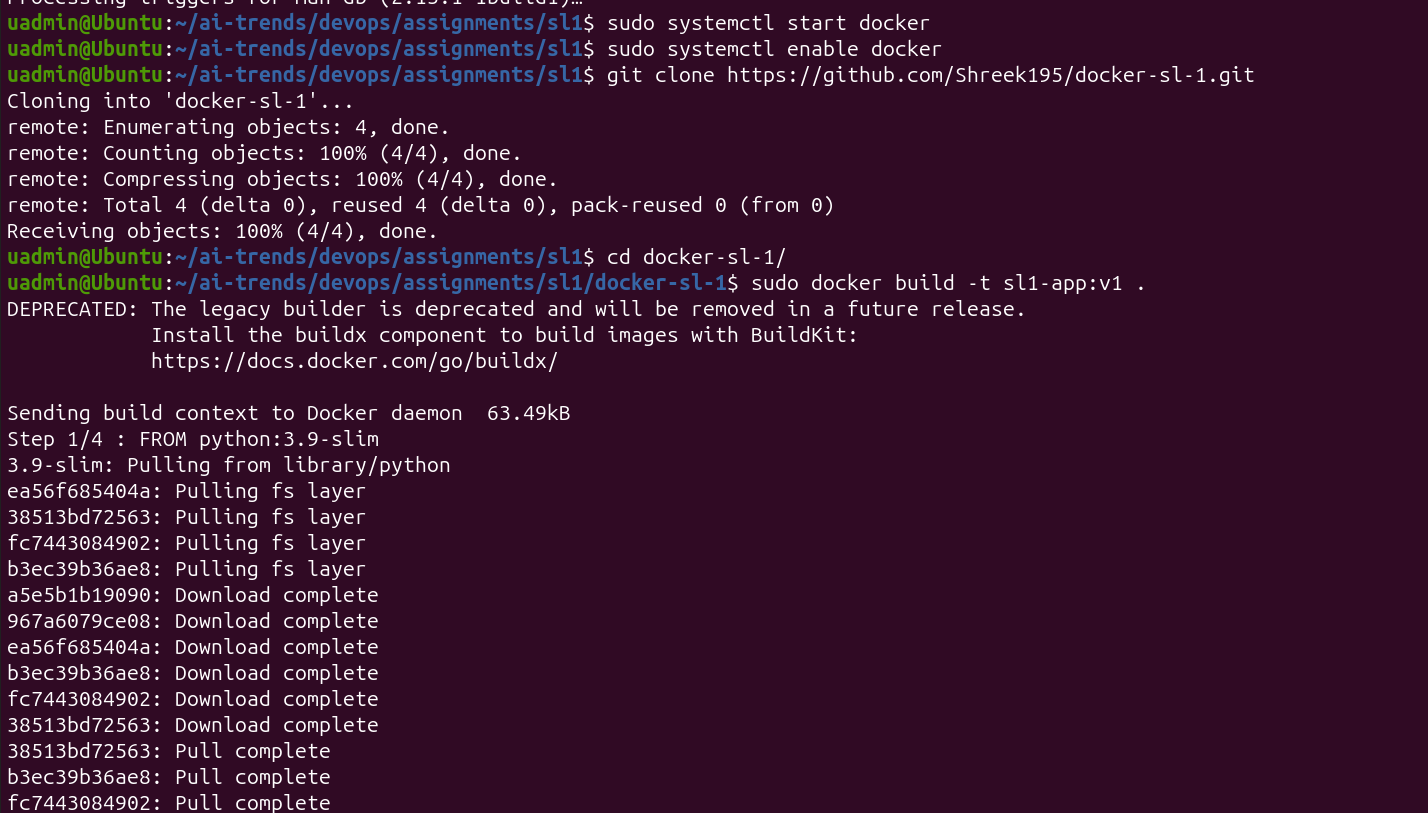 Processing triggers for man-db (2.13.1-1build1)…
uadmin@Ubuntu:~/ai-trends/devops/assignments/sl1$ sudo systemctl start docker
uadmin@Ubuntu:~/ai-trends/devops/assignments/sl1$ sudo systemctl enable docker
uadmin@Ubuntu:~/ai-trends/devops/assignments/sl1$ git clone https://github.com/Shreek195/docker-sl-1.git
Cloning into 'docker-sl-1'...
remote: Enumerating objects: 4, done.
remote: Counting objects: 100% (4/4), done.
remote: Compressing objects: 100% (4/4), done.
remote: Total 4 (delta 0), reused 4 (delta 0), pack-reused 0 (from 0)
Receiving objects: 100% (4/4), done.
uadmin@Ubuntu:~/ai-trends/devops/assignments/sl1$ cd docker-sl-1/
uadmin@Ubuntu:~/ai-trends/devops/assignments/sl1/docker-sl-1$ sudo docker build -t sl1-app:v1 .
DEPRECATED: The legacy builder is deprecated and will be removed in a future release.
            Install the buildx component to build images with BuildKit:
            https://docs.docker.com/go/buildx/

Sending build context to Docker daemon  63.49kB
Step 1/4 : FROM python:3.9-slim
3.9-slim: Pulling from library/python
ea56f685404a: Pulling fs layer
38513bd72563: Pulling fs layer
fc7443084902: Pulling fs layer
b3ec39b36ae8: Pulling fs layer
a5e5b1b19090: Download complete
967a6079ce08: Download complete
ea56f685404a: Download complete
b3ec39b36ae8: Download complete
fc7443084902: Download complete
38513bd72563: Download complete
38513bd72563: Pull complete
b3ec39b36ae8: Pull complete
fc7443084902: Pull complete